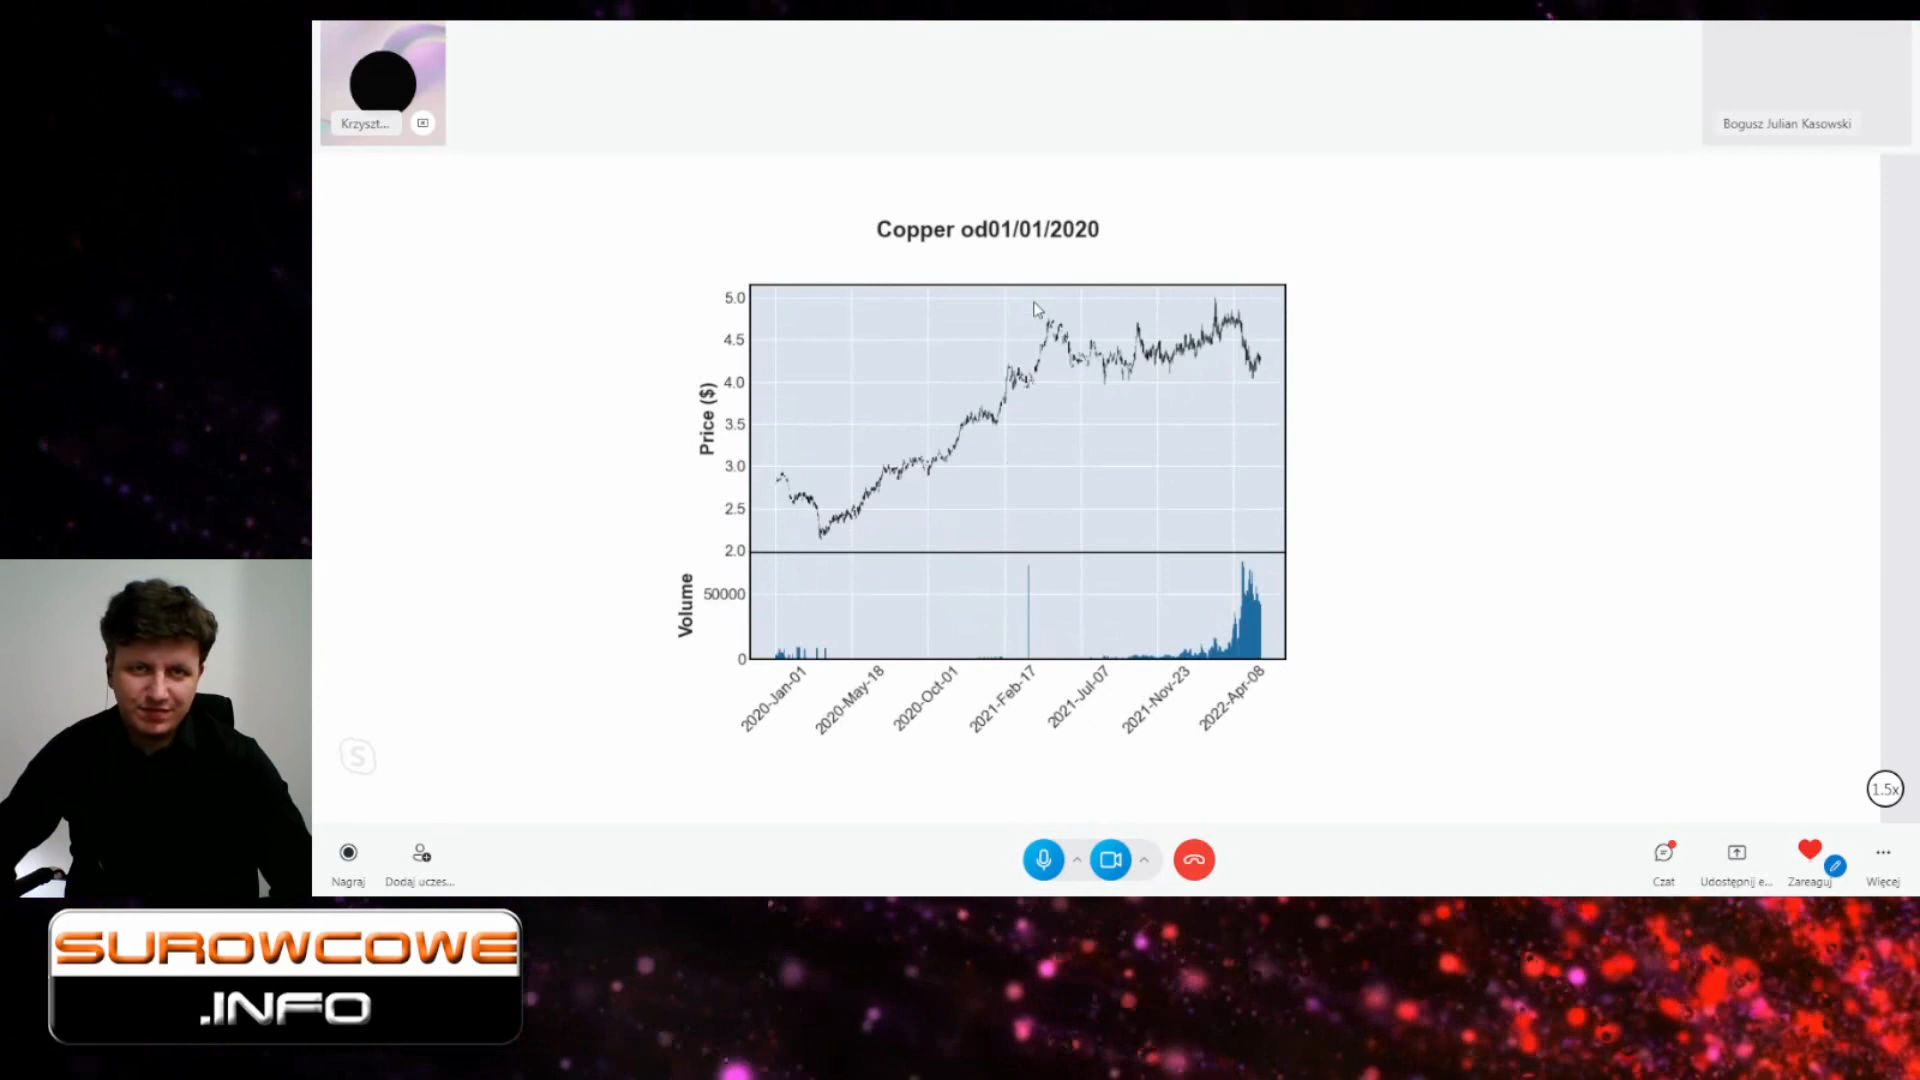 Krzyszt...
Bogusz Julian Kasowski
Copper od01/01/2020
Price ($)
5.0
4.5
4.0
3.5
3.0
2.5
2.0
Volume
50000
0
2020-Jan-01
2020-May-18
2020-Oct-01
2021-Feb-17
2021-Jul-07
2021-Nov-23
2022-Apr-08
S
1.5x
Nagraj
Dodaj uczes...
Czat
Udostępnij e...
Zareaguj
Więcej
SUROWCOWE
.INFO